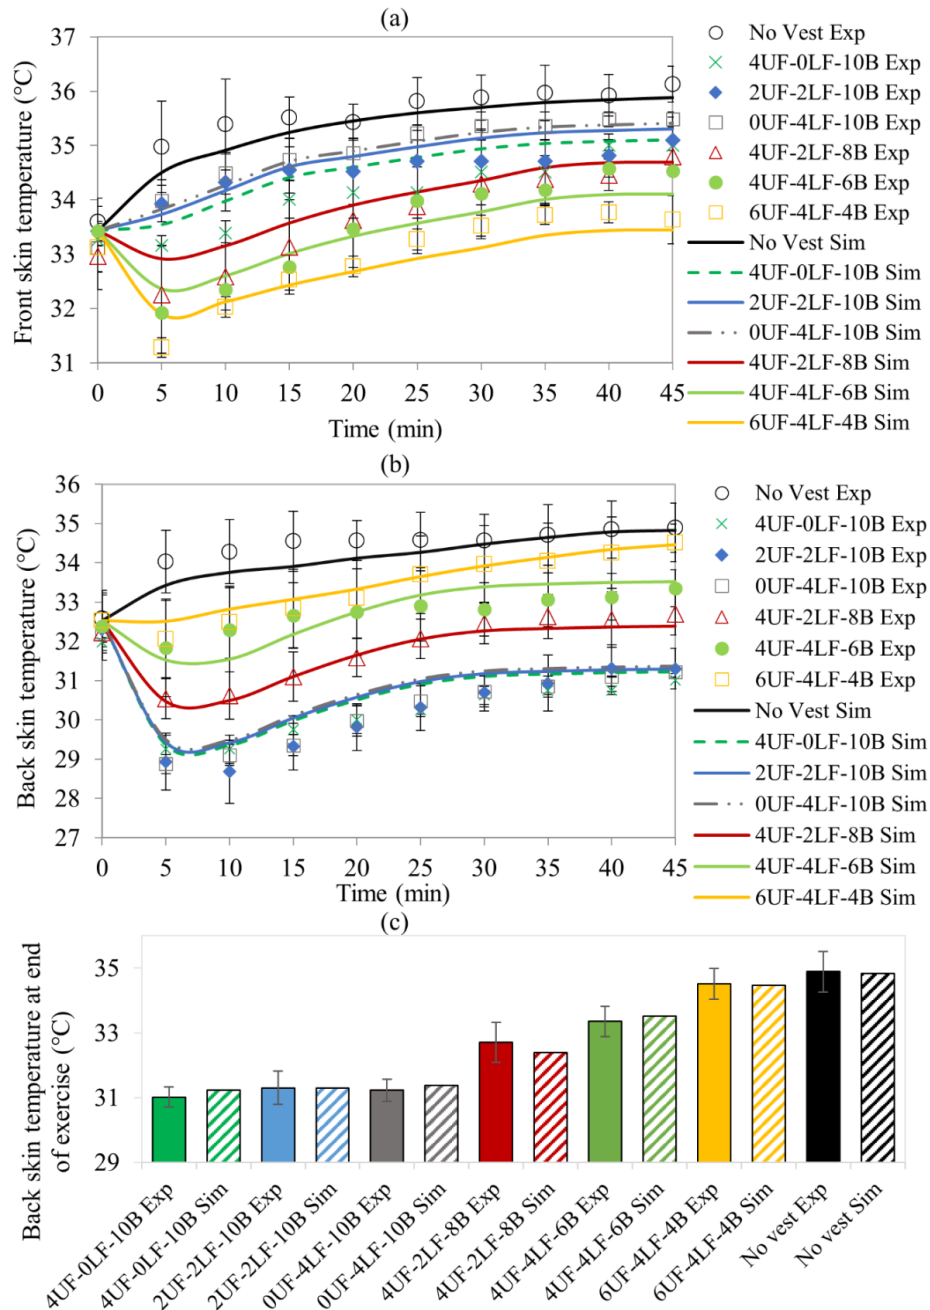 (a)
Front skin temperature (°C)
37
36
35
34
33
32
31
0 5 10 15 20 25 30 35 40 45
Time (min)
No Vest Exp
4UF-0LF-10B Exp
2UF-2LF-10B Exp
0UF-4LF-10B Exp
4UF-2LF-8B Exp
4UF-4LF-6B Exp
6UF-4LF-4B Exp
No Vest Sim
4UF-0LF-10B Sim
2UF-2LF-10B Sim
0UF-4LF-10B Sim
4UF-2LF-8B Sim
4UF-4LF-6B Sim
6UF-4LF-4B Sim
(b)
Back skin temperature (°C)
36
35
34
33
32
31
30
29
28
27
0 5 10 15 20 25 30 35 40 45
Time (min)
No Vest Exp
4UF-0LF-10B Exp
2UF-2LF-10B Exp
0UF-4LF-10B Exp
4UF-2LF-8B Exp
4UF-4LF-6B Exp
6UF-4LF-4B Exp
No Vest Sim
4UF-0LF-10B Sim
2UF-2LF-10B Sim
0UF-4LF-10B Sim
4UF-2LF-8B Sim
4UF-4LF-6B Sim
6UF-4LF-4B Sim
(c)
Back skin temperature at end
of exercise (°C)
35
33
31
29
4UF-0LF-10B Exp
4UF-0LF-10B Sim
2UF-2LF-10B Exp
2UF-2LF-10B Sim
0UF-4LF-10B Exp
0UF-4LF-10B Sim
4UF-2LF-8B Exp
4UF-2LF-8B Sim
4UF-4LF-6B Exp
4UF-4LF-6B Sim
6UF-4LF-4B Exp
6UF-4LF-4B Sim
No vest Exp
No vest Sim